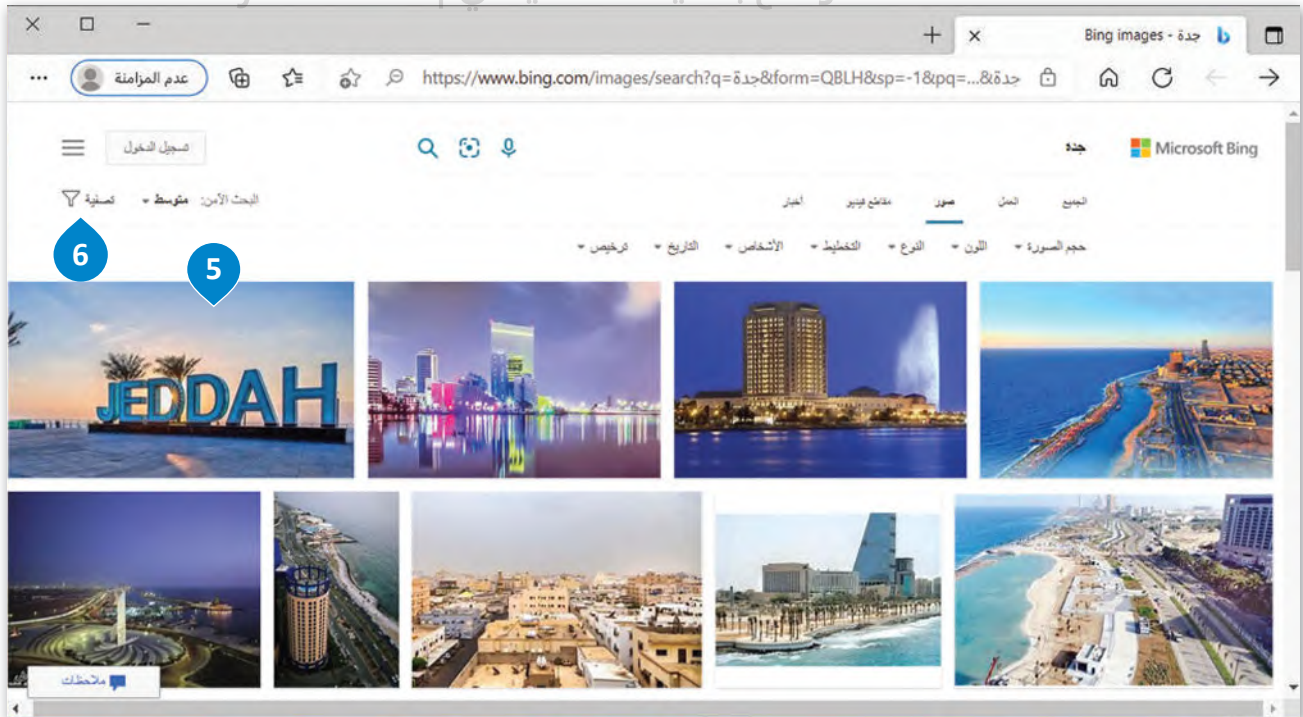 جدة - Bing images
https://www.bing.com/images/search?q=جدة&form=QBLH&sp=-1&pq=...&جدة
عدم المزامنة
Microsoft Bing
جدة
تسجيل الدخول
الجميع العمل صور مقاطع فيديو أخبار
البحث الآمن: متوسط تصفية
حجم الصورة اللون النوع التخطيط الأشخاص التاريخ ترخيص
6
5
JEDDAH
ملاحظات